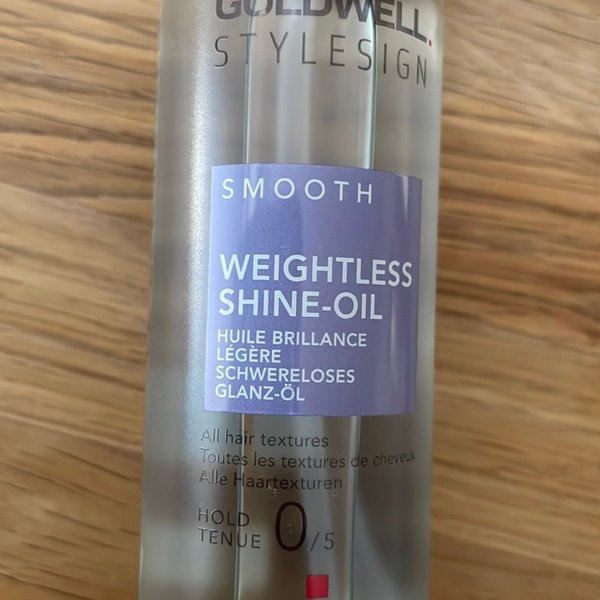 GOLDWELL.
STYLESIGN
SMOOTH
WEIGHTLESS
SHINE-OIL
HUILE BRILLANCE
LÉGÈRE
SCHWERELOSES
GLANZ-ÖL
All hair textures
Toutes les textures de cheveux
Alle Haartexturen
HOLD
TENUE 0/5